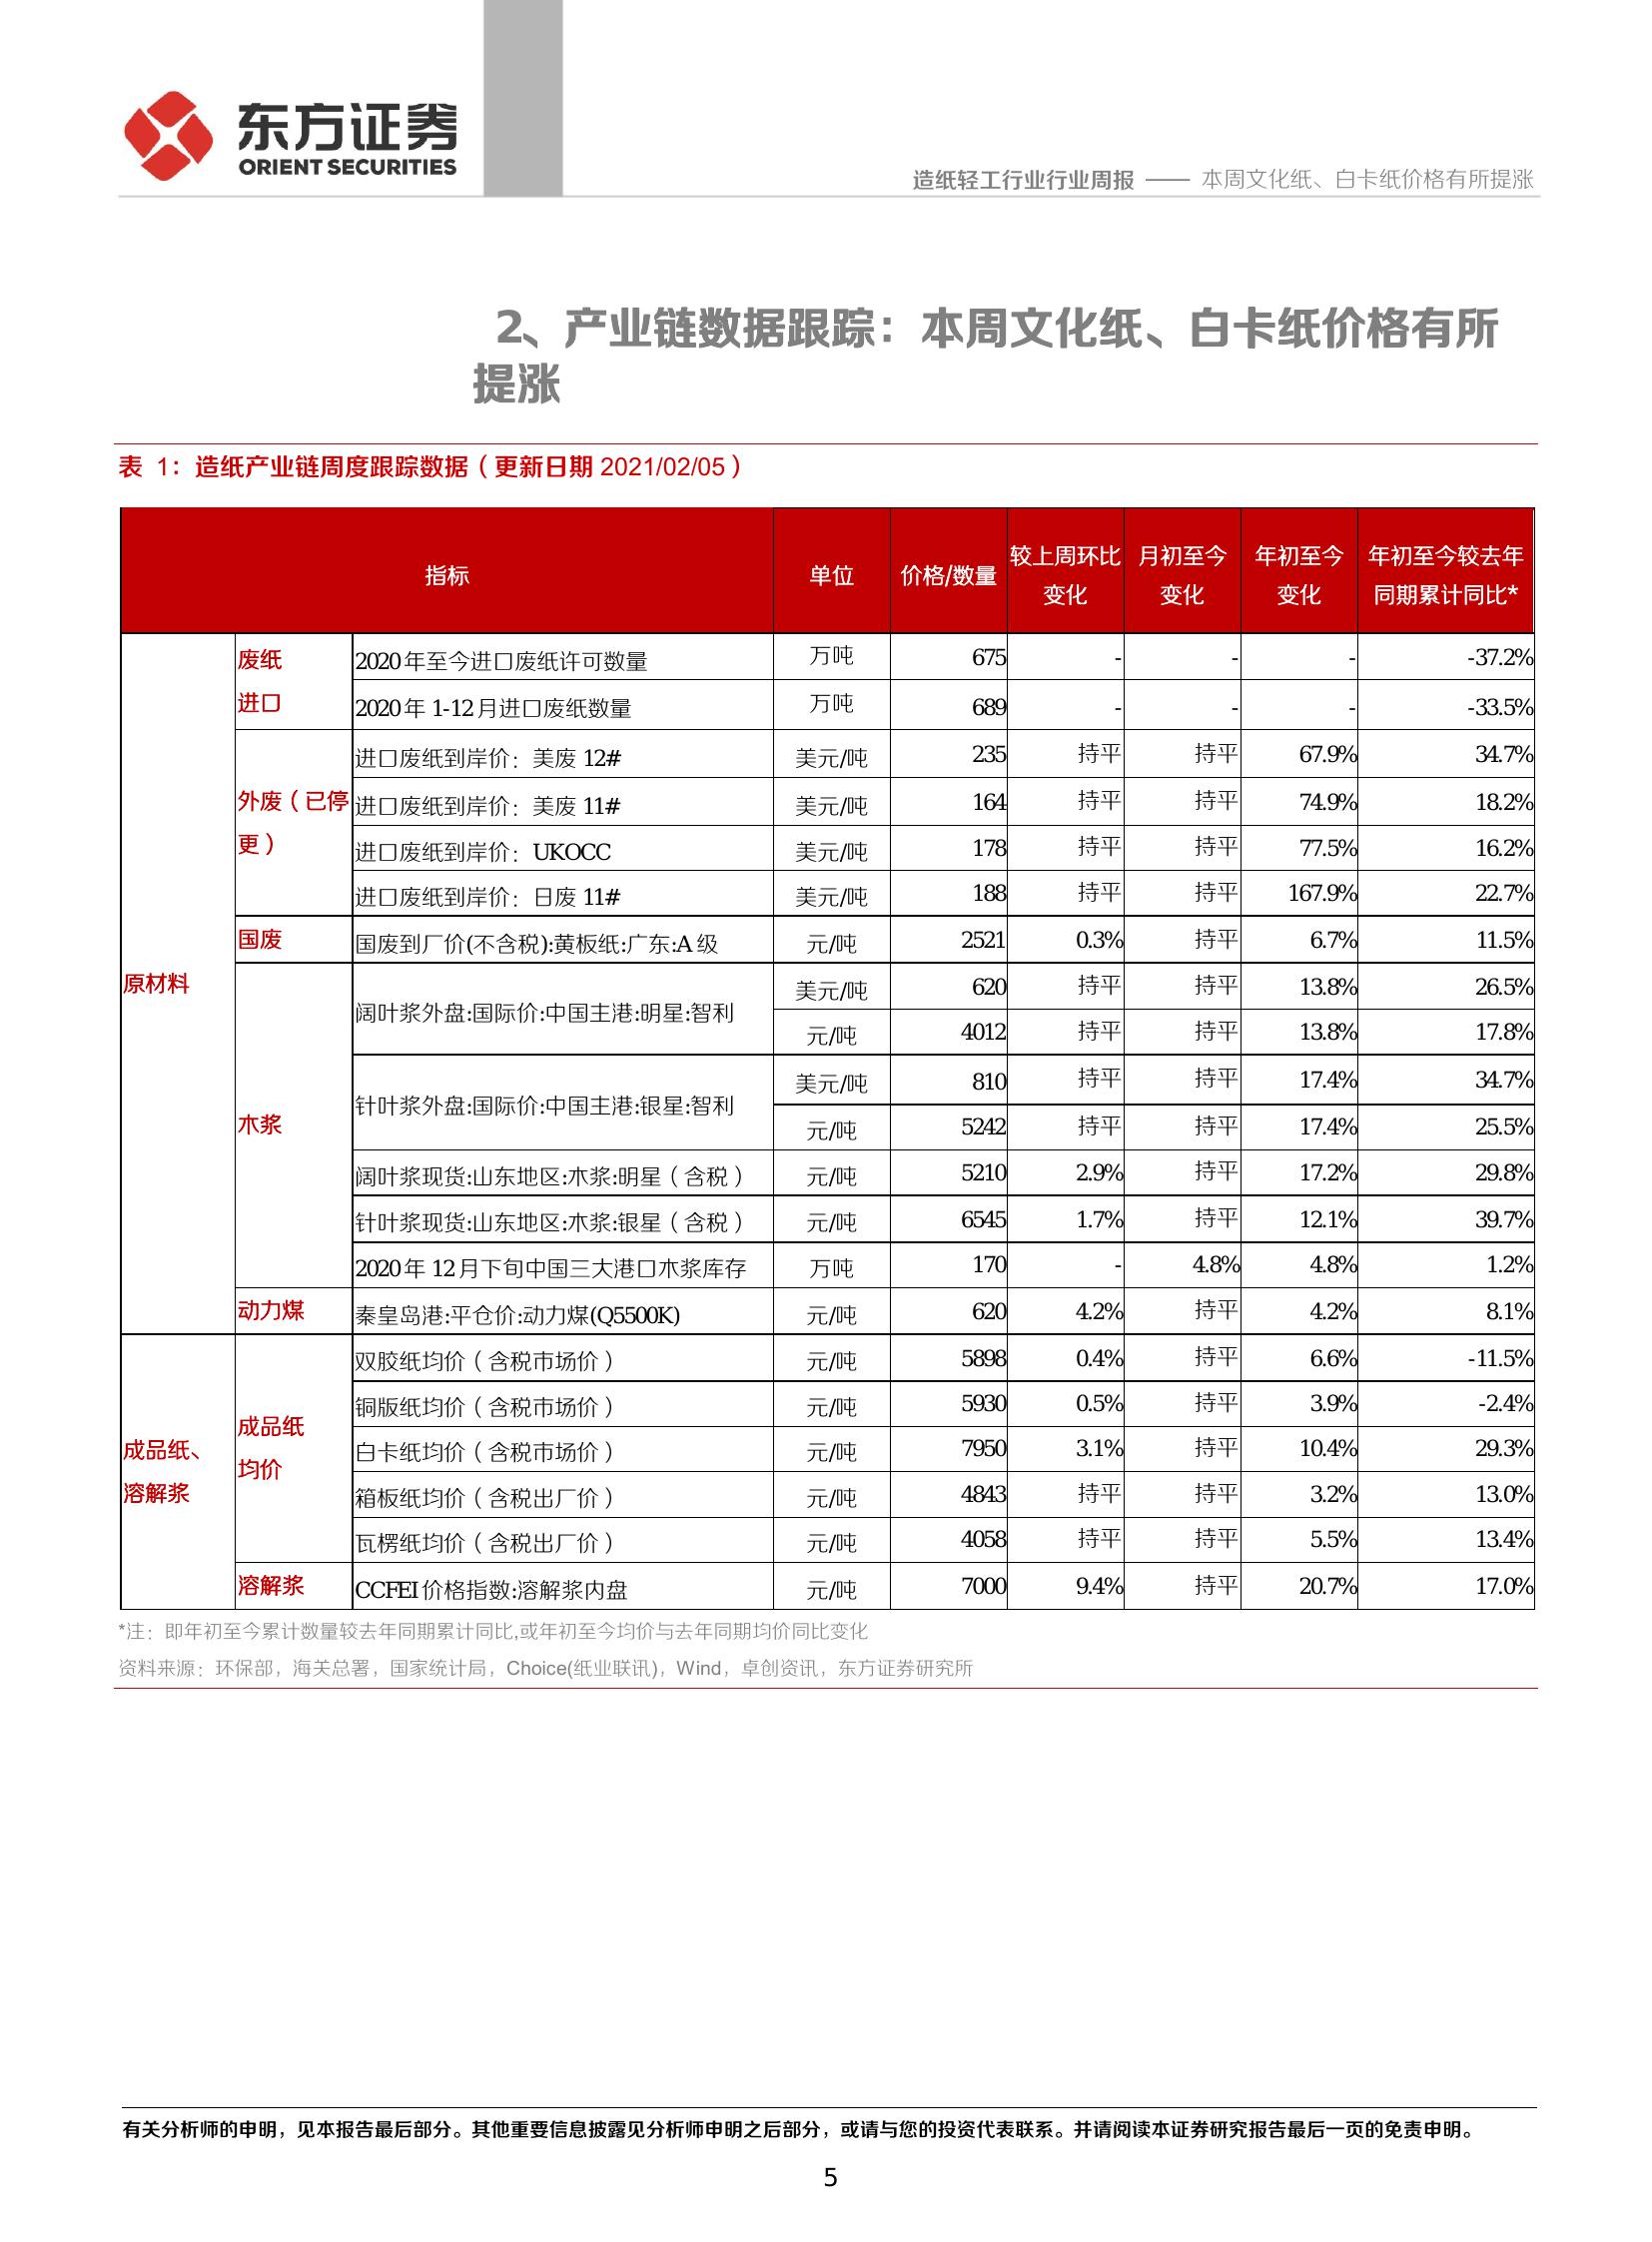 东方证券
ORIENT SECURITIES
造纸轻工行业行业周报 —— 本周文化纸、白卡纸价格有所提涨
2、产业链数据跟踪：本周文化纸、白卡纸价格有所
提涨
表 1：造纸产业链周度跟踪数据（更新日期 2021/02/05）
指标 单位 价格/数量 较上周环比变化 月初至今变化 年初至今变化 年初至今较去年同期累计同比*
原材料
废纸进口
2020 年至今进口废纸许可数量 万吨 675 - - - -37.2%
2020 年 1-12 月进口废纸数量 万吨 689 - - - -33.5%
外废（已停更）
进口废纸到岸价：美废 12# 美元/吨 235 持平 持平 67.9% 34.7%
进口废纸到岸价：美废 11# 美元/吨 164 持平 持平 74.9% 18.2%
进口废纸到岸价：UKOCC 美元/吨 178 持平 持平 77.5% 16.2%
进口废纸到岸价：日废 11# 美元/吨 188 持平 持平 167.9% 22.7%
国废 国废到厂价(不含税):黄板纸:广东:A 级 元/吨 2521 0.3% 持平 6.7% 11.5%
木浆
阔叶浆外盘:国际价:中国主港:明星:智利 美元/吨 620 持平 持平 13.8% 26.5%
元/吨 4012 持平 持平 13.8% 17.8%
针叶浆外盘:国际价:中国主港:银星:智利 美元/吨 810 持平 持平 17.4% 34.7%
元/吨 5242 持平 持平 17.4% 25.5%
阔叶浆现货:山东地区:木浆:明星（含税） 元/吨 5210 2.9% 持平 17.2% 29.8%
针叶浆现货:山东地区:木浆:银星（含税） 元/吨 6545 1.7% 持平 12.1% 39.7%
2020 年 12 月下旬中国三大港口木浆库存 万吨 170 - 4.8% 4.8% 1.2%
动力煤 秦皇岛港:平仓价:动力煤(Q5500K) 元/吨 620 4.2% 持平 4.2% 8.1%
成品纸、溶解浆
成品纸均价
双胶纸均价（含税市场价） 元/吨 5898 0.4% 持平 6.6% -11.5%
铜版纸均价（含税市场价） 元/吨 5930 0.5% 持平 3.9% -2.4%
白卡纸均价（含税市场价） 元/吨 7950 3.1% 持平 10.4% 29.3%
箱板纸均价（含税出厂价） 元/吨 4843 持平 持平 3.2% 13.0%
瓦楞纸均价（含税出厂价） 元/吨 4058 持平 持平 5.5% 13.4%
溶解浆 CCFEI 价格指数:溶解浆内盘 元/吨 7000 9.4% 持平 20.7% 17.0%
*注：即年初至今累计数量较去年同期累计同比,或年初至今均价与去年同期均价同比变化
资料来源：环保部，海关总署，国家统计局，Choice(纸业联讯)，Wind，卓创资讯，东方证券研究所
有关分析师的申明，见本报告最后部分。其他重要信息披露见分析师申明之后部分，或请与您的投资代表联系。并请阅读本证券研究报告最后一页的免责申明。
5